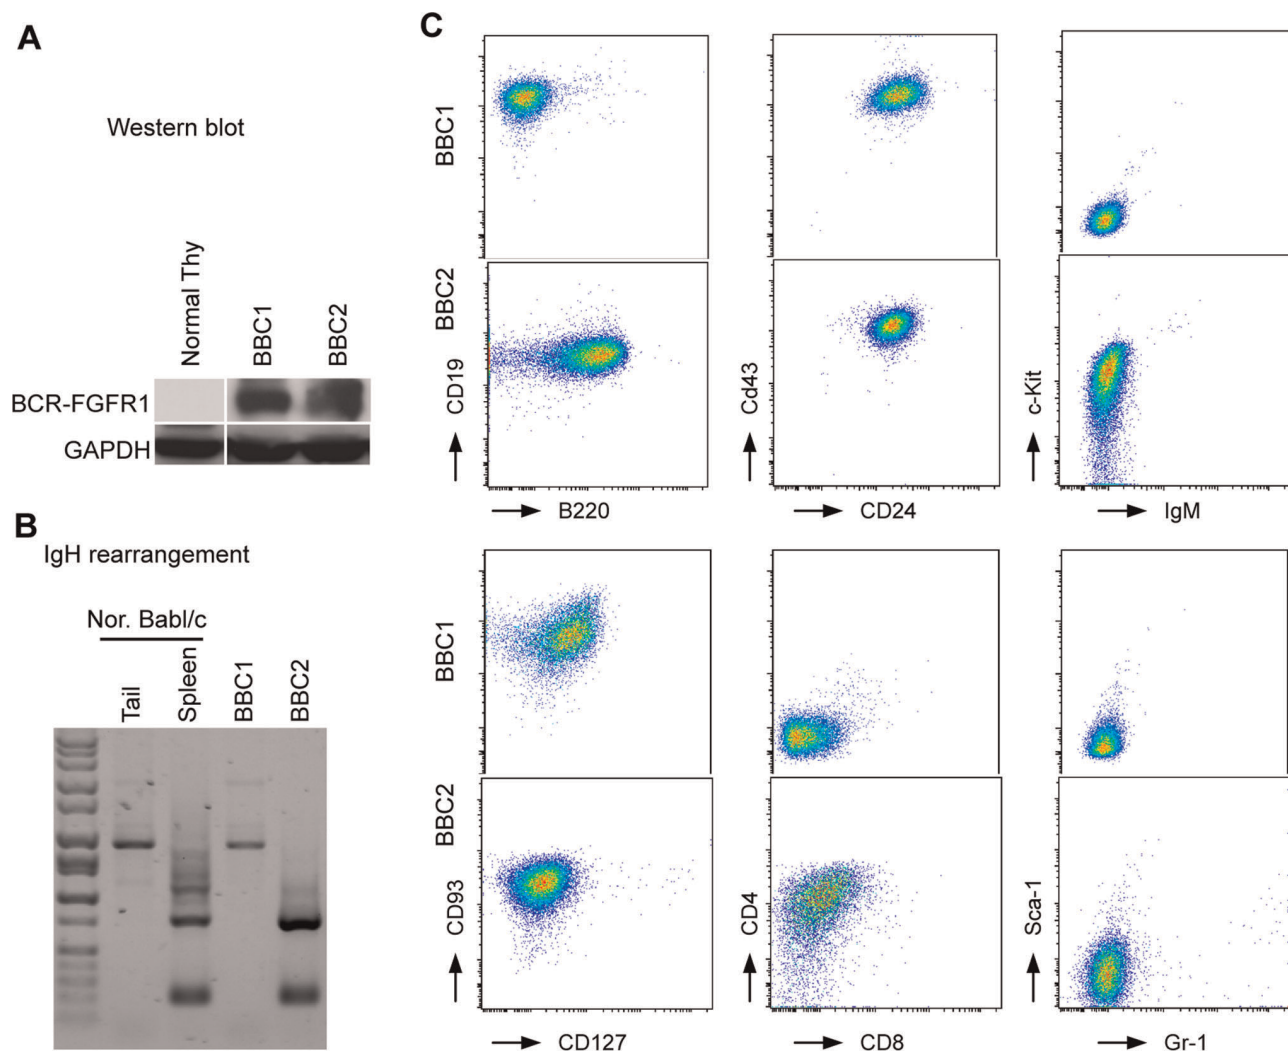 A
Western blot
Normal Thy
BBC1
BBC2
BCR-FGFR1
GAPDH
B
IgH rearrangement
Nor. Babl/c
Tail
Spleen
BBC1
BBC2
C
BBC1
BBC2
CD19
Cd43
c-Kit
B220
CD24
IgM
BBC1
BBC2
CD93
CD4
Sca-1
CD127
CD8
Gr-1